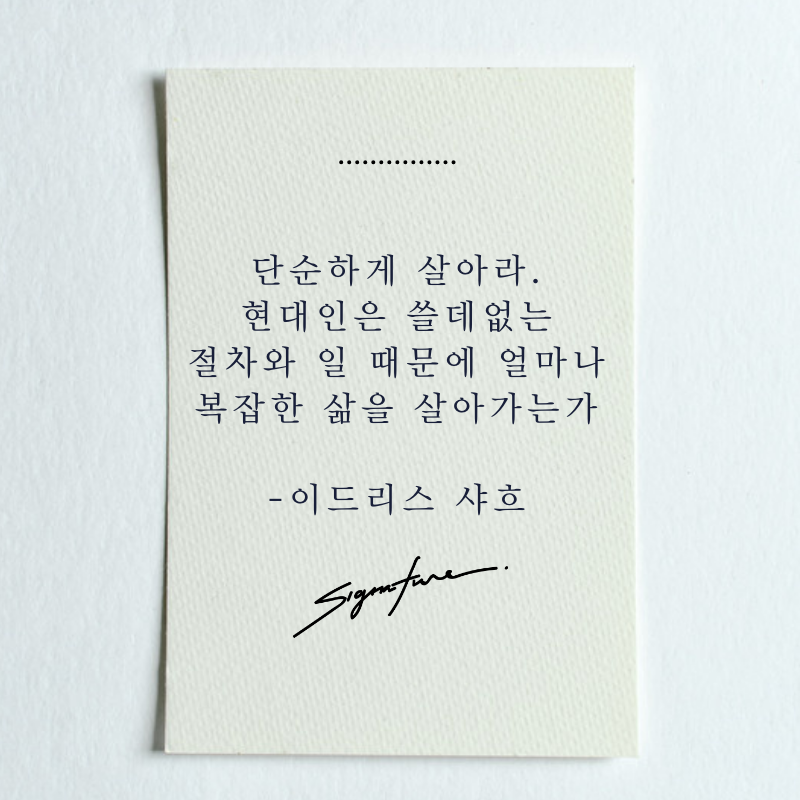 단순하게 살아라.
현대인은 쓸데없는
절차와 일 때문에 얼마나
복잡한 삶을 살아가는가
-이드리스 샤흐
Signature.